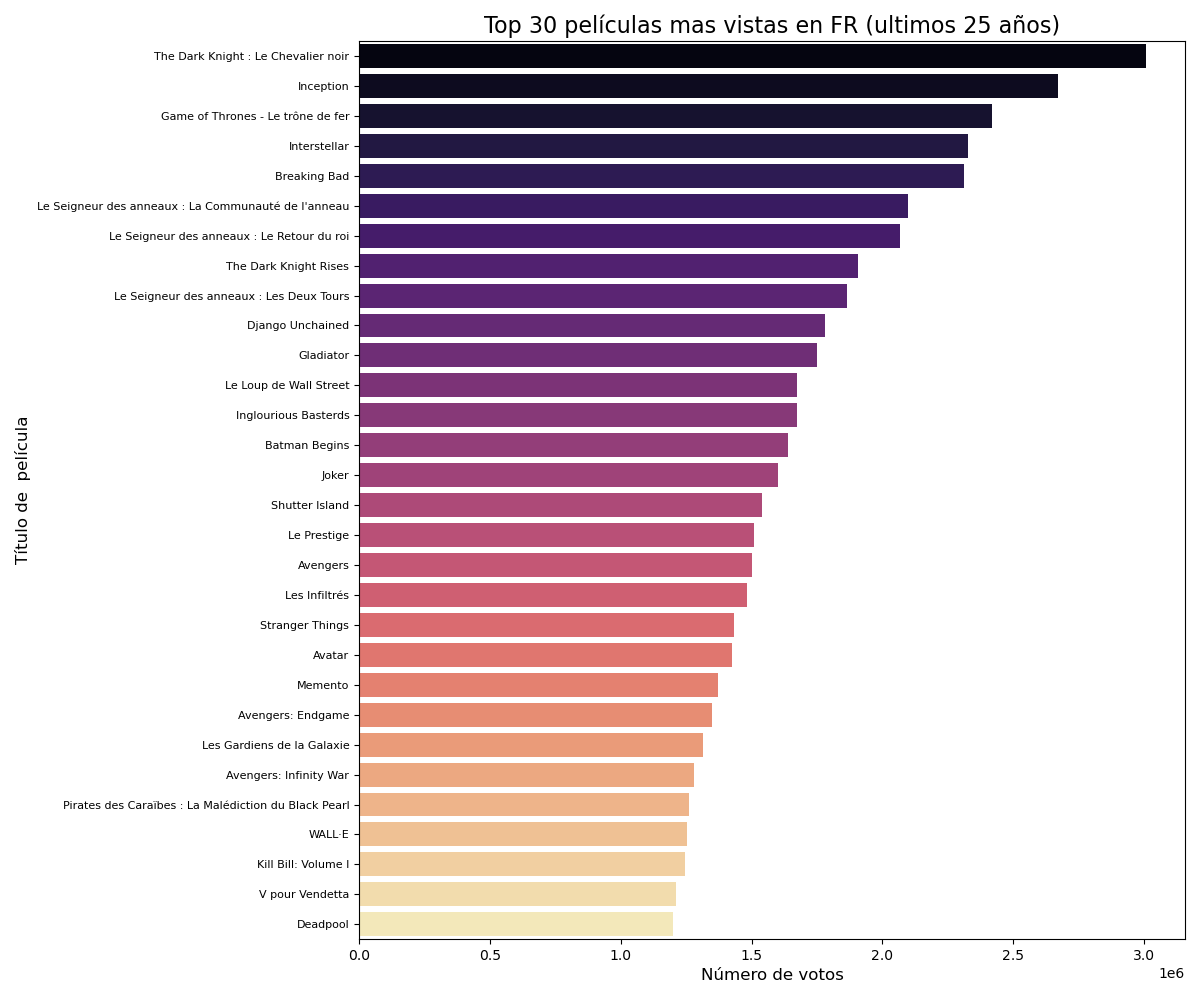 Top 30 películas mas vistas en FR (ultimos 25 años)
The Dark Knight : Le Chevalier noir
Inception
Game of Thrones - Le trône de fer
Interstellar
Breaking Bad
Le Seigneur des anneaux : La Communauté de l'anneau
Le Seigneur des anneaux : Le Retour du roi
The Dark Knight Rises
Le Seigneur des anneaux : Les Deux Tours
Django Unchained
Gladiator
Le Loup de Wall Street
Inglourious Basterds
Batman Begins
Joker
Shutter Island
Le Prestige
Avengers
Les Infiltrés
Stranger Things
Avatar
Memento
Avengers: Endgame
Les Gardiens de la Galaxie
Avengers: Infinity War
Pirates des Caraïbes : La Malédiction du Black Pearl
WALL·E
Kill Bill: Volume I
V pour Vendetta
Deadpool
Título de  película
0.0 0.5 1.0 1.5 2.0 2.5 3.0
1e6
Número de votos